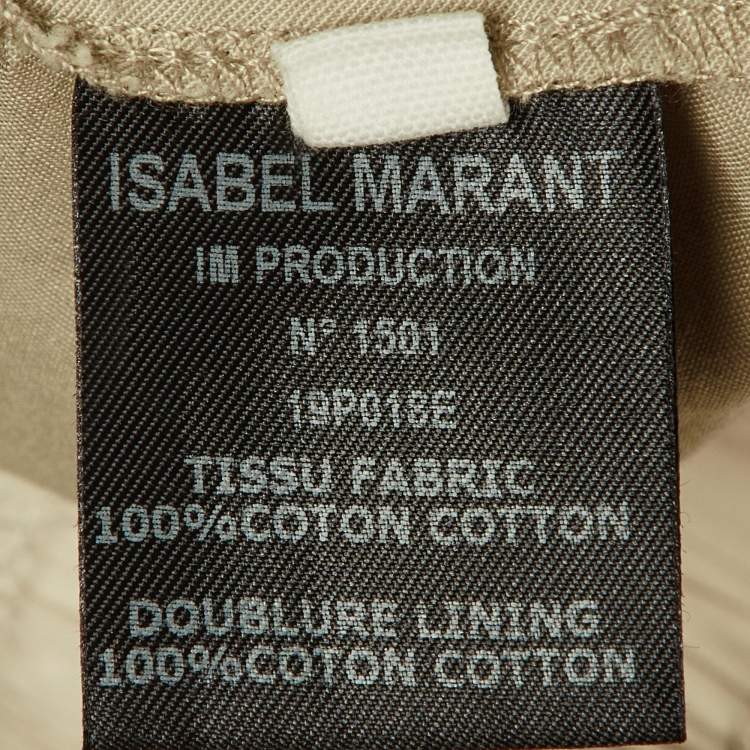 ISABEL MARANT
IM PRODUCTION
N° 1501
19P018E
TISSU FABRIC
100%COTON COTTON
DOUBLURE LINING
100%COTON COTTON